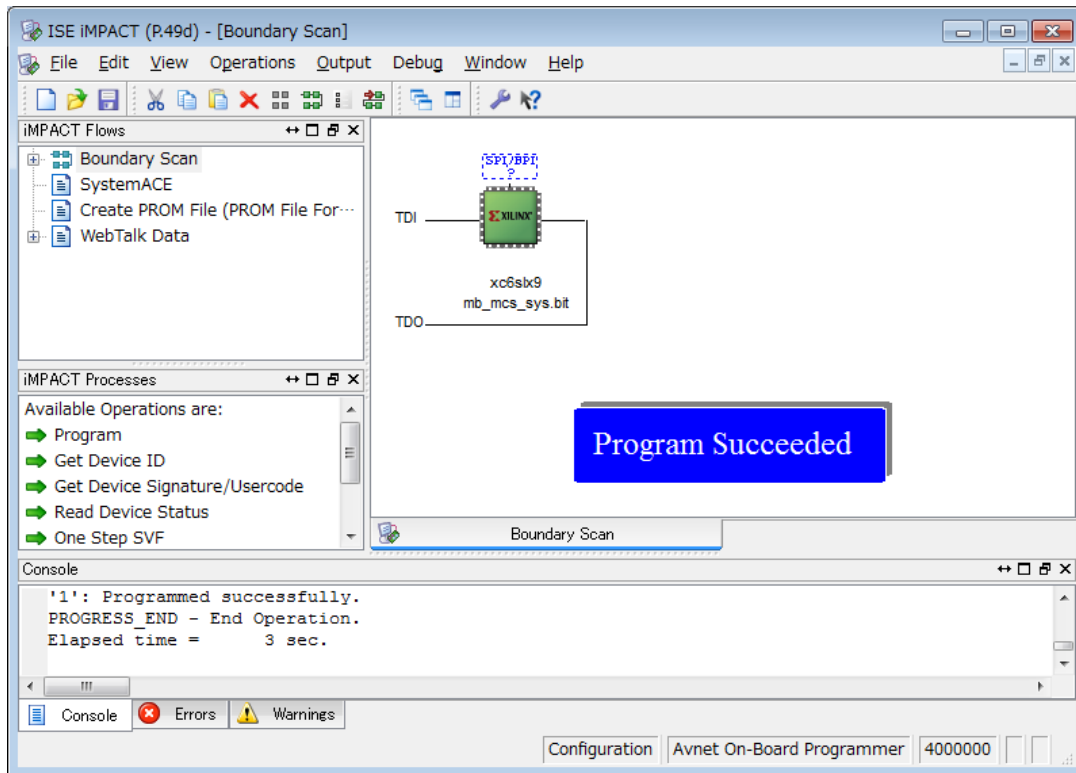 ISE iMPACT (P.49d) - [Boundary Scan]
File Edit View Operations Output Debug Window Help
iMPACT Flows
Boundary Scan
SystemACE
Create PROM File (PROM File For...
WebTalk Data
SPI/BPI
?
TDI
XILINX
xc6slx9
mb_mcs_sys.bit
TDO
iMPACT Processes
Available Operations are:
Program
Get Device ID
Get Device Signature/Usercode
Read Device Status
One Step SVF
Program Succeeded
Boundary Scan
Console
'1': Programmed successfully.
PROGRESS_END - End Operation.
Elapsed time =      3 sec.
Console Errors Warnings
Configuration Avnet On-Board Programmer 4000000